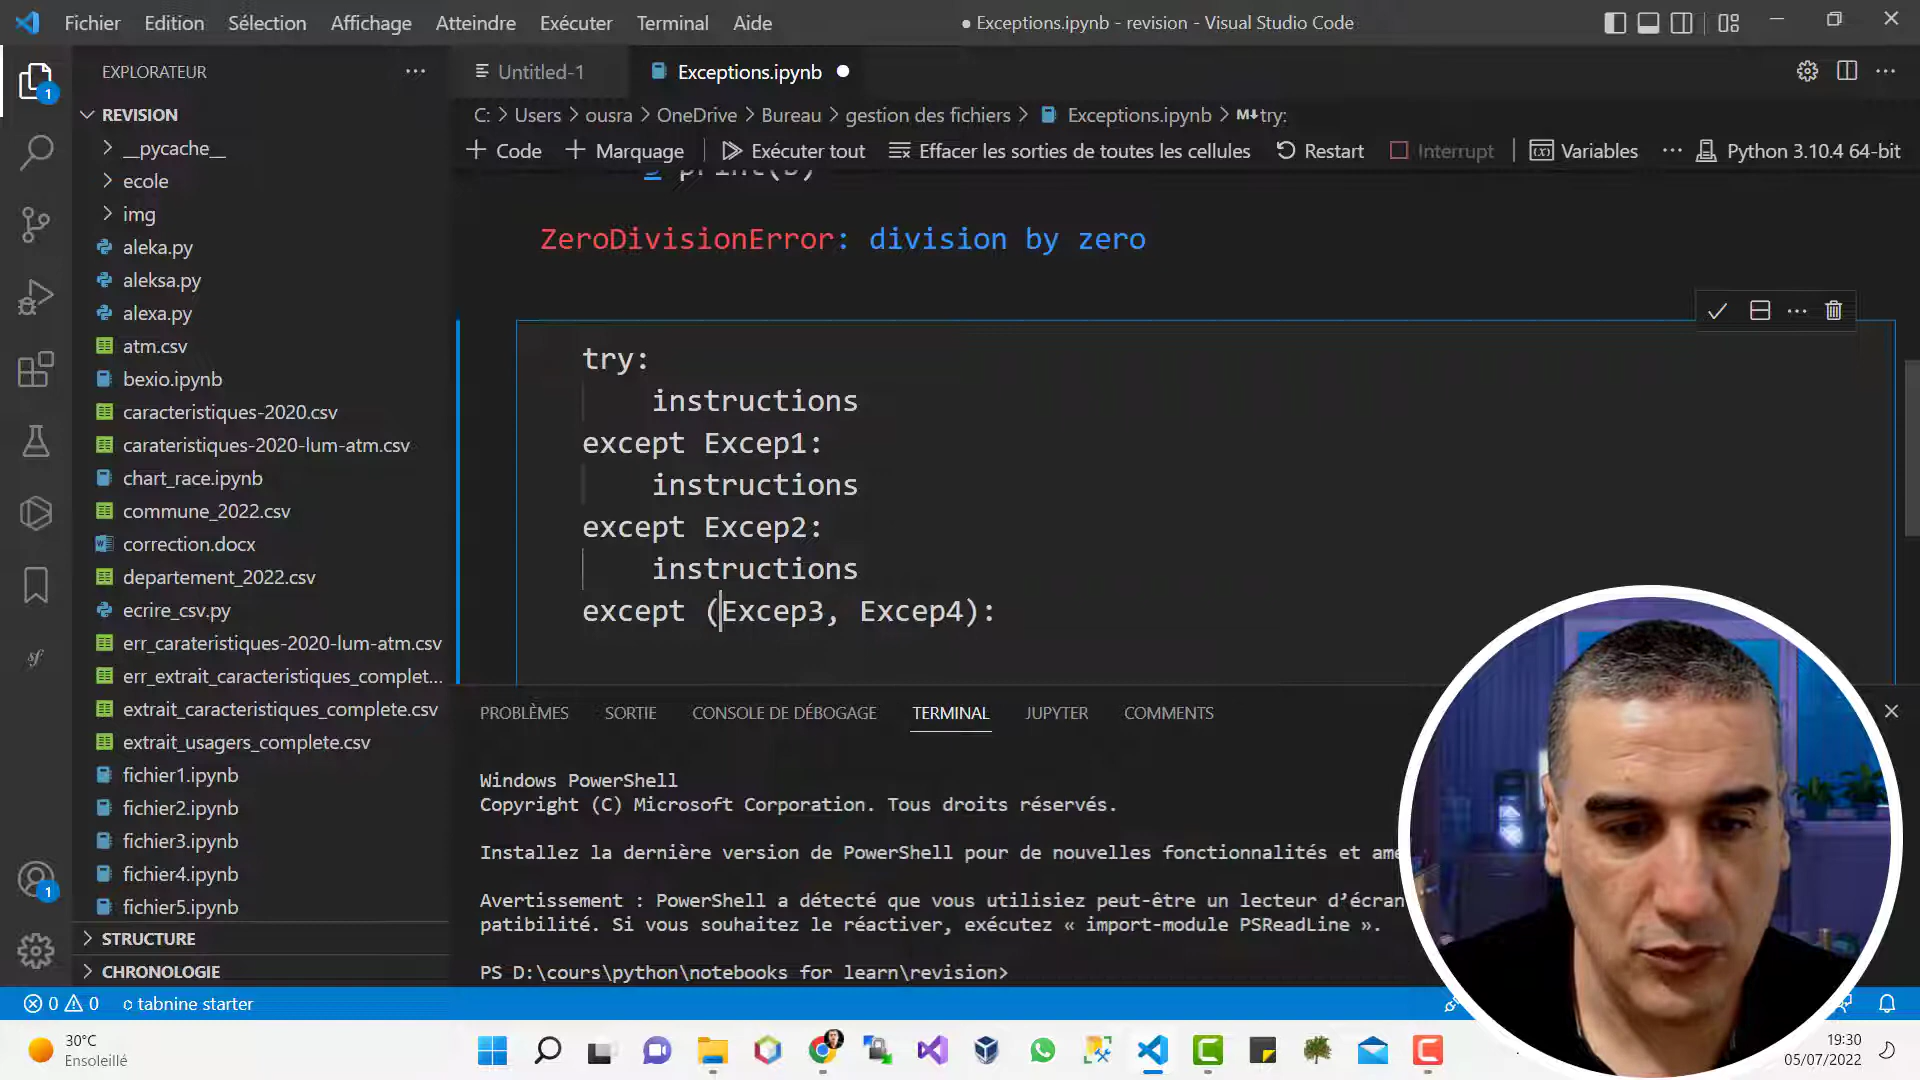 Fichier Edition Sélection Affichage Atteindre Exécuter Terminal Aide
● Exceptions.ipynb - revision - Visual Studio Code
EXPLORATEUR
Untitled-1
Exceptions.ipynb
1
REVISION
C: > Users > ousra > OneDrive > Bureau > gestion des fichiers > Exceptions.ipynb > M↓try:
+ Code + Marquage Exécuter tout Effacer les sorties de toutes les cellules Restart Interrupt Variables ... Python 3.10.4 64-bit
__pycache__
ecole
img
aleka.py
aleksa.py
alexa.py
atm.csv
bexio.ipynb
caracteristiques-2020.csv
carateristiques-2020-lum-atm.csv
chart_race.ipynb
commune_2022.csv
correction.docx
departement_2022.csv
ecrire_csv.py
err_carateristiques-2020-lum-atm.csv
err_extrait_caracteristiques_complet...
extrait_caracteristiques_complete.csv
extrait_usagers_complete.csv
fichier1.ipynb
fichier2.ipynb
fichier3.ipynb
fichier4.ipynb
fichier5.ipynb
STRUCTURE
CHRONOLOGIE
1
ZeroDivisionError: division by zero
try:
instructions
except Excep1:
instructions
except Excep2:
instructions
except (Excep3, Excep4):
PROBLÈMES SORTIE CONSOLE DE DÉBOGAGE TERMINAL JUPYTER COMMENTS
Windows PowerShell
Copyright (C) Microsoft Corporation. Tous droits réservés.
Installez la dernière version de PowerShell pour de nouvelles fonctionnalités et amé
Avertissement : PowerShell a détecté que vous utilisiez peut-être un lecteur d’écran
patibilité. Si vous souhaitez le réactiver, exécutez « import-module PSReadLine ».
PS D:\cours\python\notebooks for learn\revision>
0 0 tabnine starter
30°C
Ensoleillé
19:30
05/07/2022